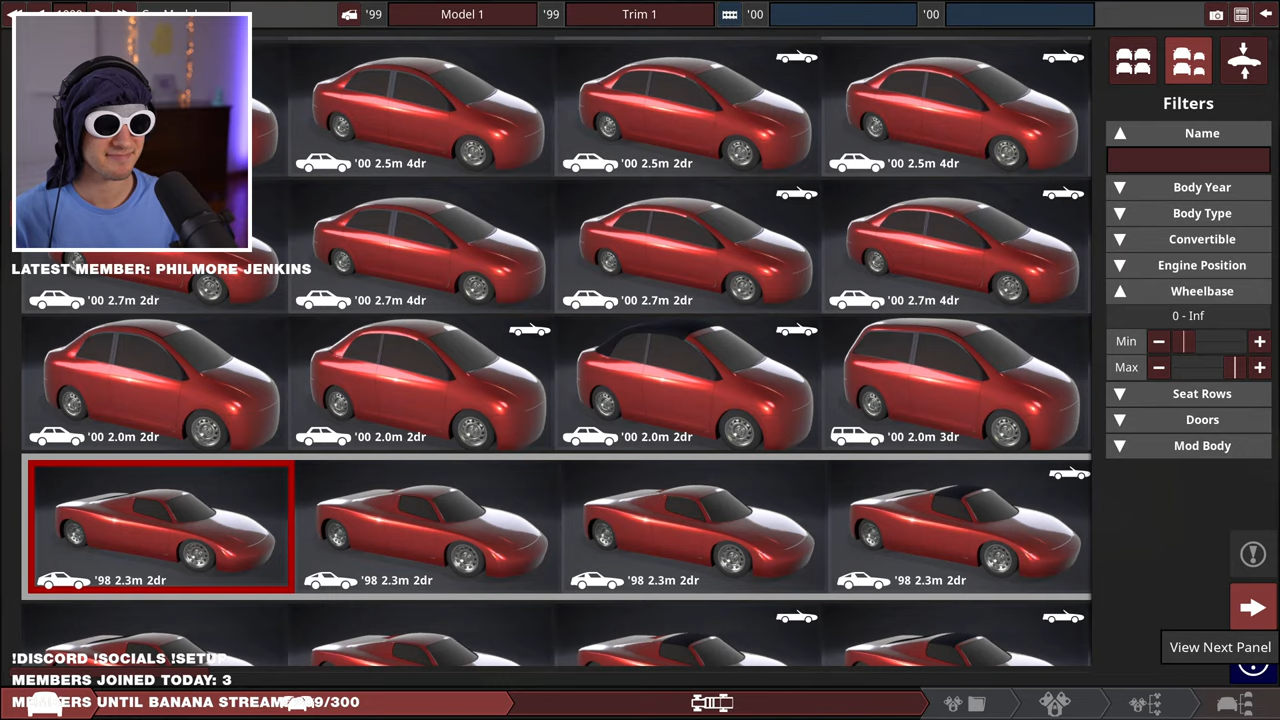 '99
Model 1
'99
Trim 1
'00
'00
'00 2.5m 4dr
'00 2.5m 2dr
'00 2.5m 4dr
LATEST MEMBER: PHILMORE JENKINS
'00 2.7m 2dr
'00 2.7m 4dr
'00 2.7m 2dr
'00 2.7m 4dr
'00 2.0m 2dr
'00 2.0m 2dr
'00 2.0m 2dr
'00 2.0m 3dr
'98 2.3m 2dr
'98 2.3m 2dr
'98 2.3m 2dr
'98 2.3m 2dr
Filters
Name
Body Year
Body Type
Convertible
Engine Position
Wheelbase
0 - Inf
Min
Max
Seat Rows
Doors
Mod Body
View Next Panel
!DISCORD !SOCIALS !SETUP
MEMBERS JOINED TODAY: 3
MEMBERS UNTIL BANANA STREAM
9/300